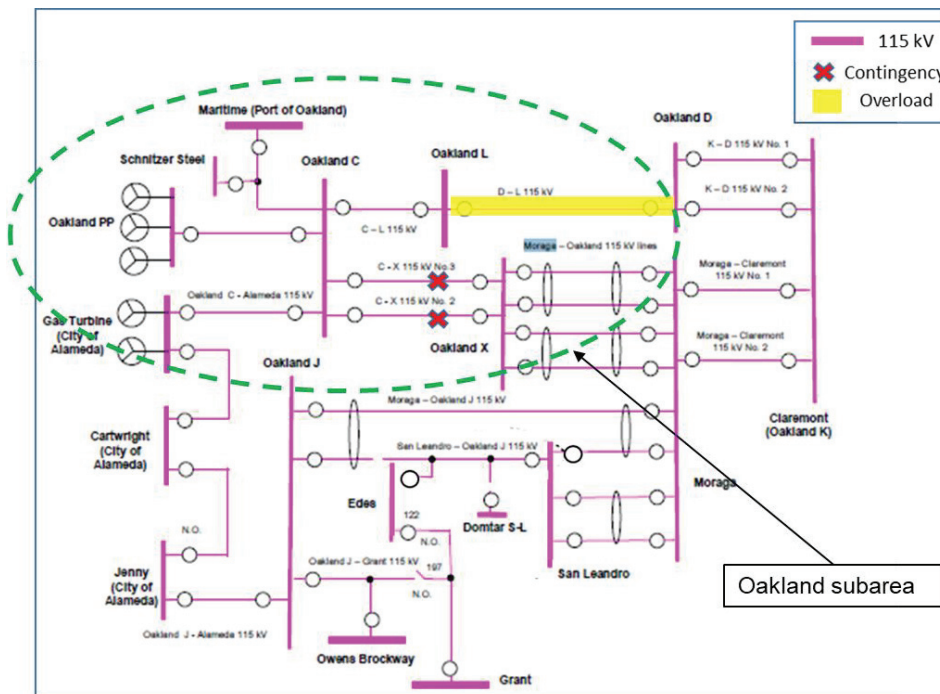 115 kV
Contingency
Overload
Maritime (Port of Oakland)
Schnitzer Steel
Oakland C
Oakland L
Oakland D
K – D 115 kV No. 1
K – D 115 kV No. 2
D – L 115 kV
Oakland PP
C – L 115 kV
Moraga – Oakland 115 kV lines
C - X 115 kV No.3
Moraga – Claremont
115 kV No. 1
Oakland C - Alameda 115 kV
C - X 115 kV No. 2
Gas Turbine
(City of
Alameda)
Oakland X
Moraga – Claremont
115 kV No. 2
Oakland J
Moraga – Oakland J 115 kV
Claremont
(Oakland K)
Cartwright
(City of
Alameda)
San Leandro – Oakland J 115 kV
Moraga
Edes
122
N.O.
Domtar S-L
N.O.
Oakland J – Grant 115 kV
197
N.O.
San Leandro
Jenny
(City of
Alameda)
Oakland subarea
Oakland J - Alameda 115 kV
Owens Brockway
Grant